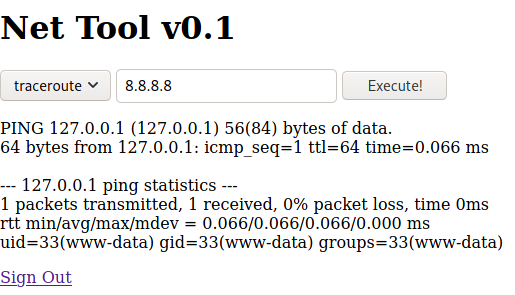 Net Tool v0.1
traceroute 8.8.8.8 Execute!
PING 127.0.0.1 (127.0.0.1) 56(84) bytes of data.
64 bytes from 127.0.0.1: icmp_seq=1 ttl=64 time=0.066 ms
--- 127.0.0.1 ping statistics ---
1 packets transmitted, 1 received, 0% packet loss, time 0ms
rtt min/avg/max/mdev = 0.066/0.066/0.066/0.000 ms
uid=33(www-data) gid=33(www-data) groups=33(www-data)
Sign Out